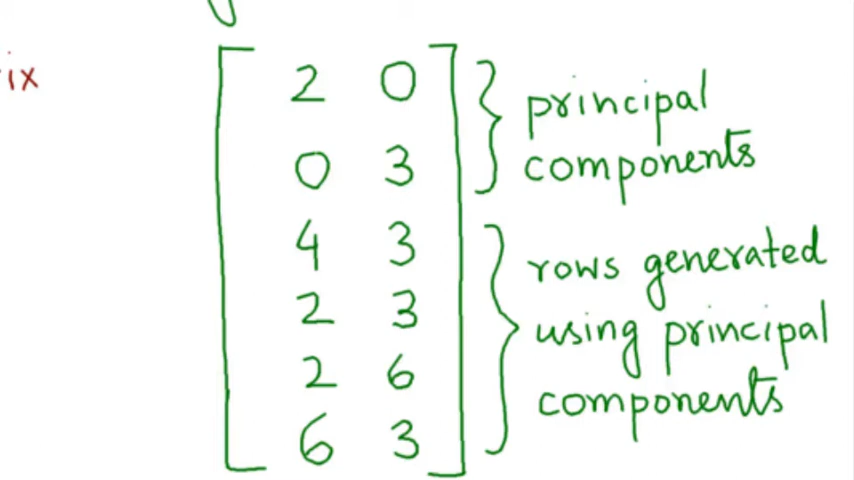 ix
2 0
0 3
4 3
2 3
2 6
6 3
principal
components
rows generated
using principal
components